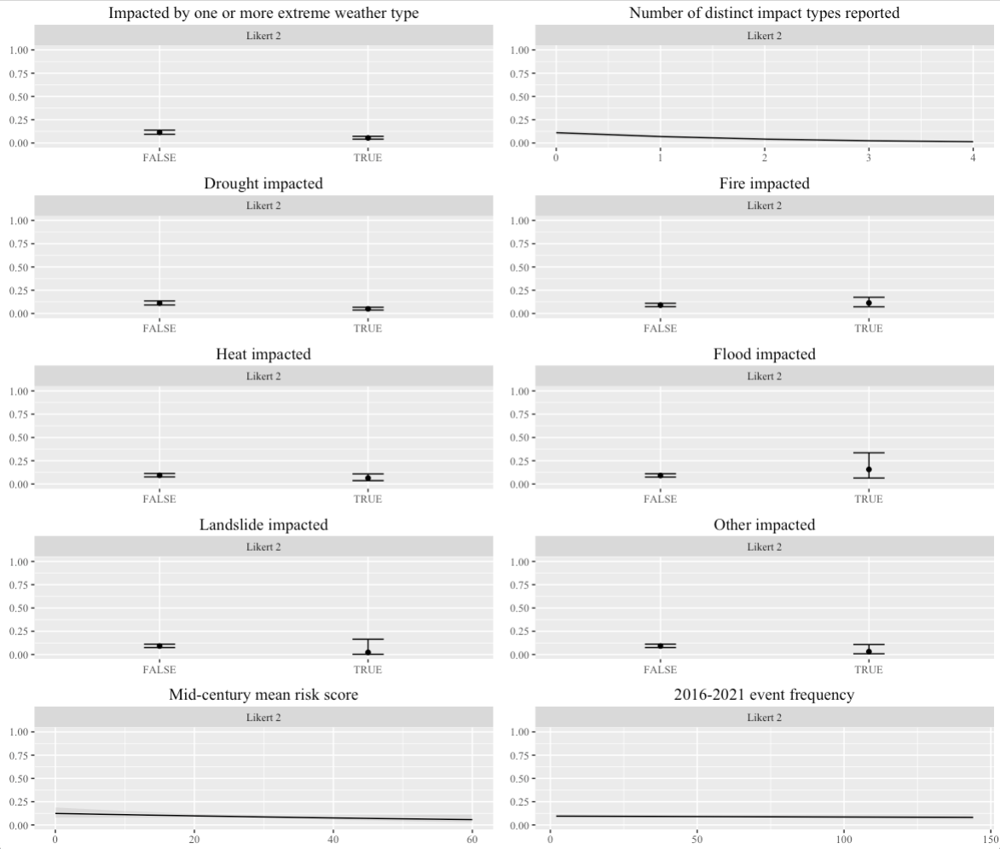 Impacted by one or more extreme weather type
Likert 2
1.00
0.75
0.50
0.25
0.00
FALSE TRUE
Number of distinct impact types reported
Likert 2
1.00
0.75
0.50
0.25
0.00
0 1 2 3 4
Drought impacted
Likert 2
1.00
0.75
0.50
0.25
0.00
FALSE TRUE
Fire impacted
Likert 2
1.00
0.75
0.50
0.25
0.00
FALSE TRUE
Heat impacted
Likert 2
1.00
0.75
0.50
0.25
0.00
FALSE TRUE
Flood impacted
Likert 2
1.00
0.75
0.50
0.25
0.00
FALSE TRUE
Landslide impacted
Likert 2
1.00
0.75
0.50
0.25
0.00
FALSE TRUE
Other impacted
Likert 2
1.00
0.75
0.50
0.25
0.00
FALSE TRUE
Mid-century mean risk score
Likert 2
1.00
0.75
0.50
0.25
0.00
0 20 40 60
2016-2021 event frequency
Likert 2
1.00
0.75
0.50
0.25
0.00
0 50 100 150